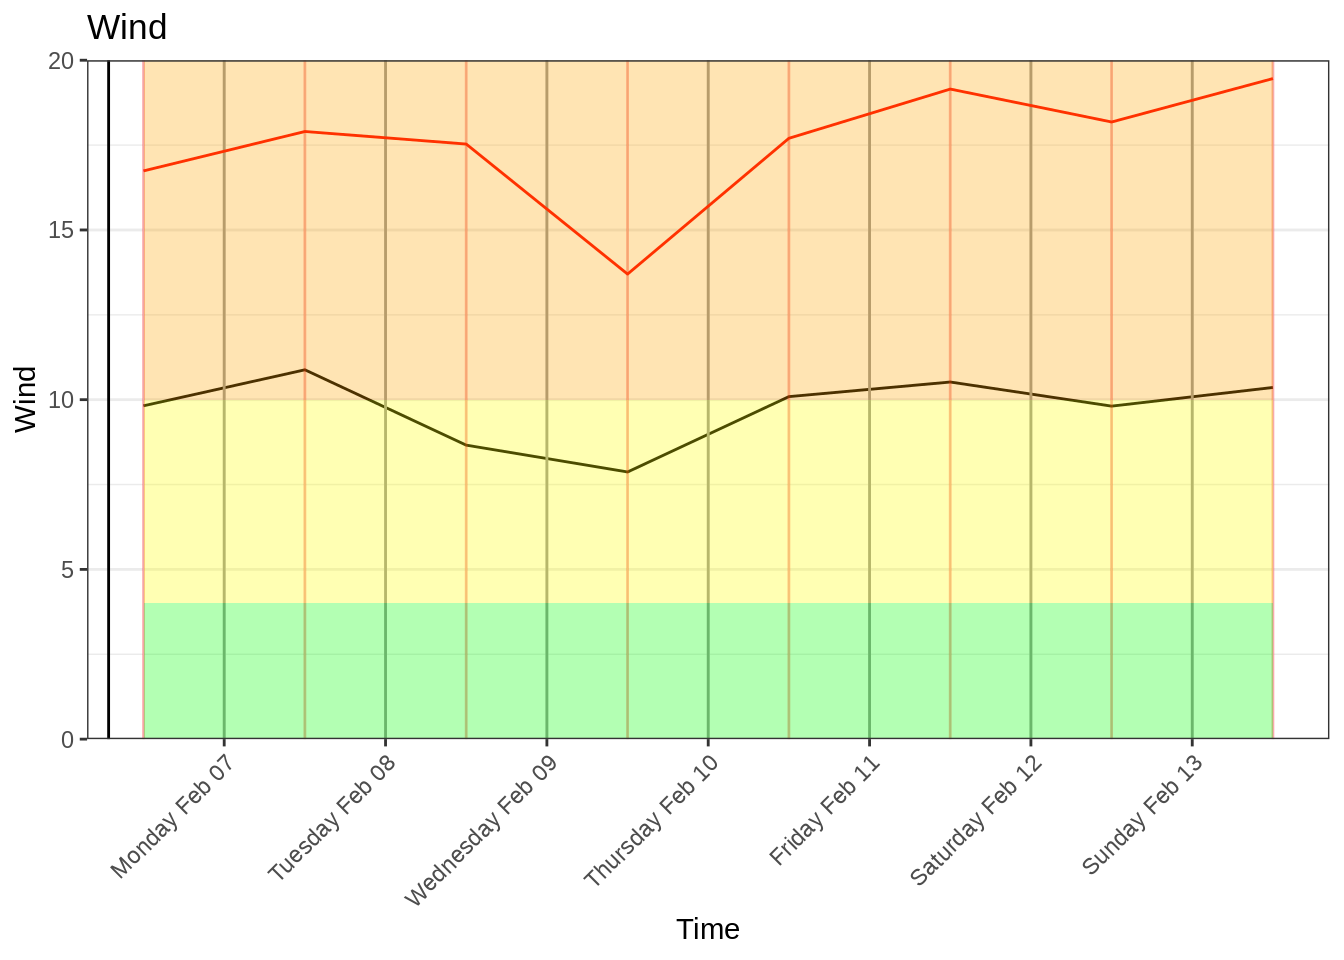 Wind
20
15
10
5
0
Wind
Monday Feb 07
Tuesday Feb 08
Wednesday Feb 09
Thursday Feb 10
Friday Feb 11
Saturday Feb 12
Sunday Feb 13
Time